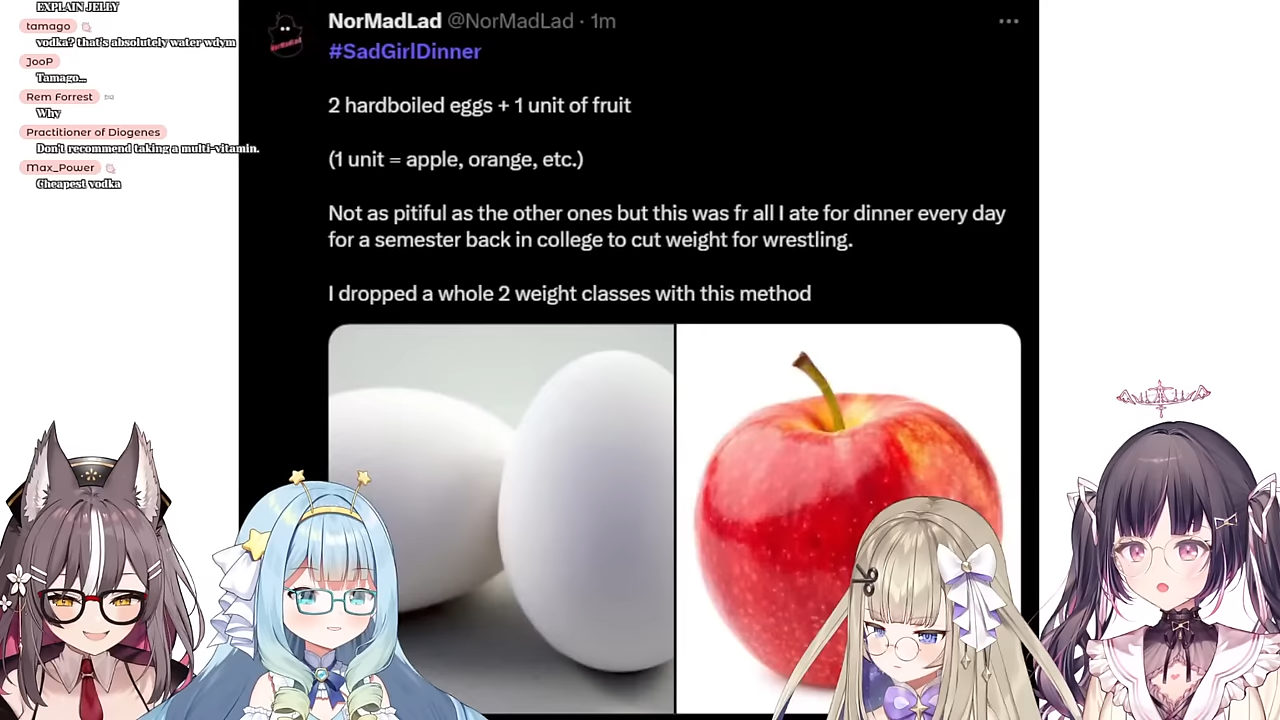 EXPLAIN JELLY
tamago
vodka? that's absolutely water wdym
JooP
Tamago...
Rem Forrest
Why
Practitioner of Diogenes
Don't recommend taking a multi-vitamin.
Max_Power
Cheapest vodka
NorMadLad @NorMadLad · 1m
#SadGirlDinner
2 hardboiled eggs + 1 unit of fruit
(1 unit = apple, orange, etc.)
Not as pitiful as the other ones but this was fr all I ate for dinner every day
for a semester back in college to cut weight for wrestling.
I dropped a whole 2 weight classes with this method